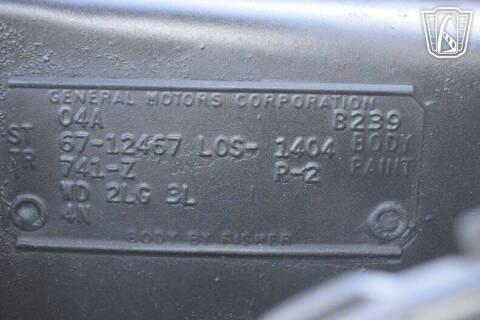 GENERAL MOTORS CORPORATION
04A B239
ST 67-12467 LOS- 1404 BODY
TR 741-Z R-2 PAINT
WD 2LG 3L
4N
BODY BY FISHER